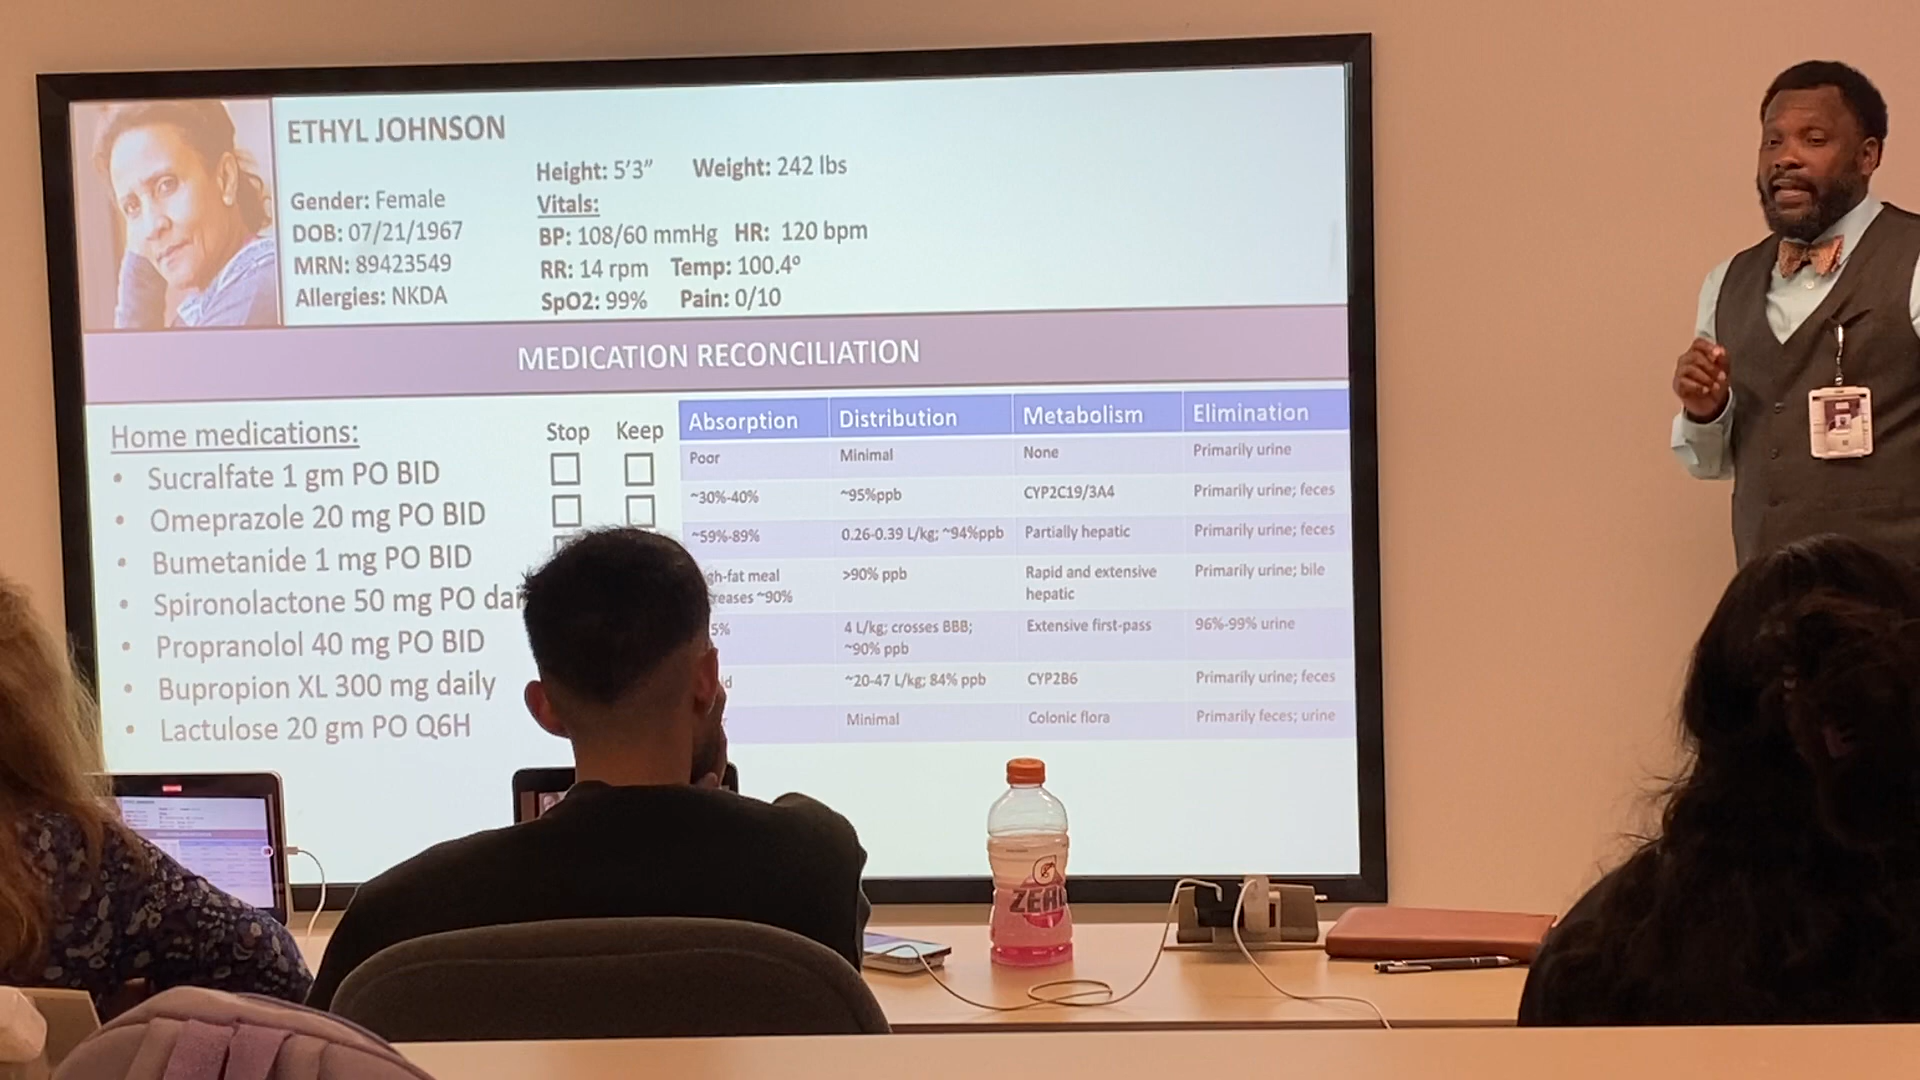 ETHYL JOHNSON
Height: 5'3" Weight: 242 lbs
Gender: Female
Vitals:
DOB: 07/21/1967
BP: 108/60 mmHg HR: 120 bpm
MRN: 89423549
RR: 14 rpm Temp: 100.4º
Allergies: NKDA
SpO2: 99% Pain: 0/10
MEDICATION RECONCILIATION
Home medications: Stop Keep
• Sucralfate 1 gm PO BID
• Omeprazole 20 mg PO BID
• Bumetanide 1 mg PO BID
• Spironolactone 50 mg PO
• Propranolol 40 mg PO BID
• Bupropion XL 300 mg daily
• Lactulose 20 gm PO Q6H
Absorption Distribution Metabolism Elimination
Poor Minimal None Primarily urine
~30%-40% ~95%ppb CYP2C19/3A4 Primarily urine; feces
~59%-89% 0.26-0.39 L/kg; ~94%ppb Partially hepatic Primarily urine; feces
meal >90% ppb Rapid and extensive Primarily urine; bile
~90% hepatic
4 L/kg; crosses BBB; Extensive first-pass 96%-99% urine
~90% ppb
~20-47 L/kg; 84% ppb CYP2B6 Primarily urine; feces
Minimal Colonic flora Primarily feces; urine
G
ZERO